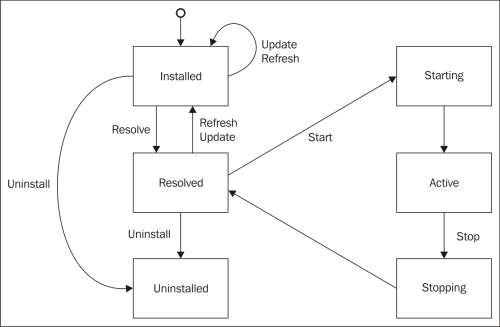 Update
Refresh
Installed
Starting
Resolve
Refresh
Update
Start
Uninstall
Resolved
Active
Uninstall
Stop
Uninstalled
Stopping